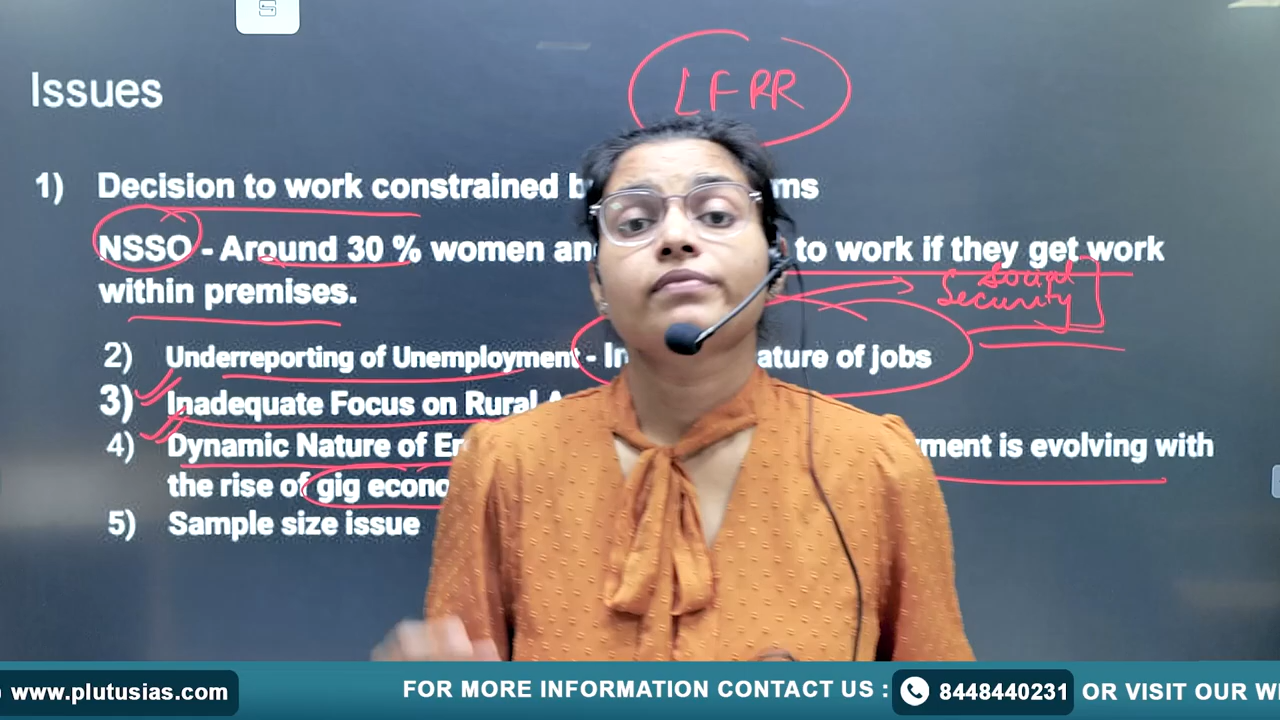 Issues
LFRR
1) Decision to work constrained b ms
NSSO - Around 30 % women an to work if they get work
within premises.
Social
Security
2) Underreporting of Unemployment - In ature of jobs
3) Inadequate Focus on Rural A
4) Dynamic Nature of En ment is evolving with
the rise of gig econo
5) Sample size issue
www.plutusias.com FOR MORE INFORMATION CONTACT US : 8448440231 OR VISIT OUR WE